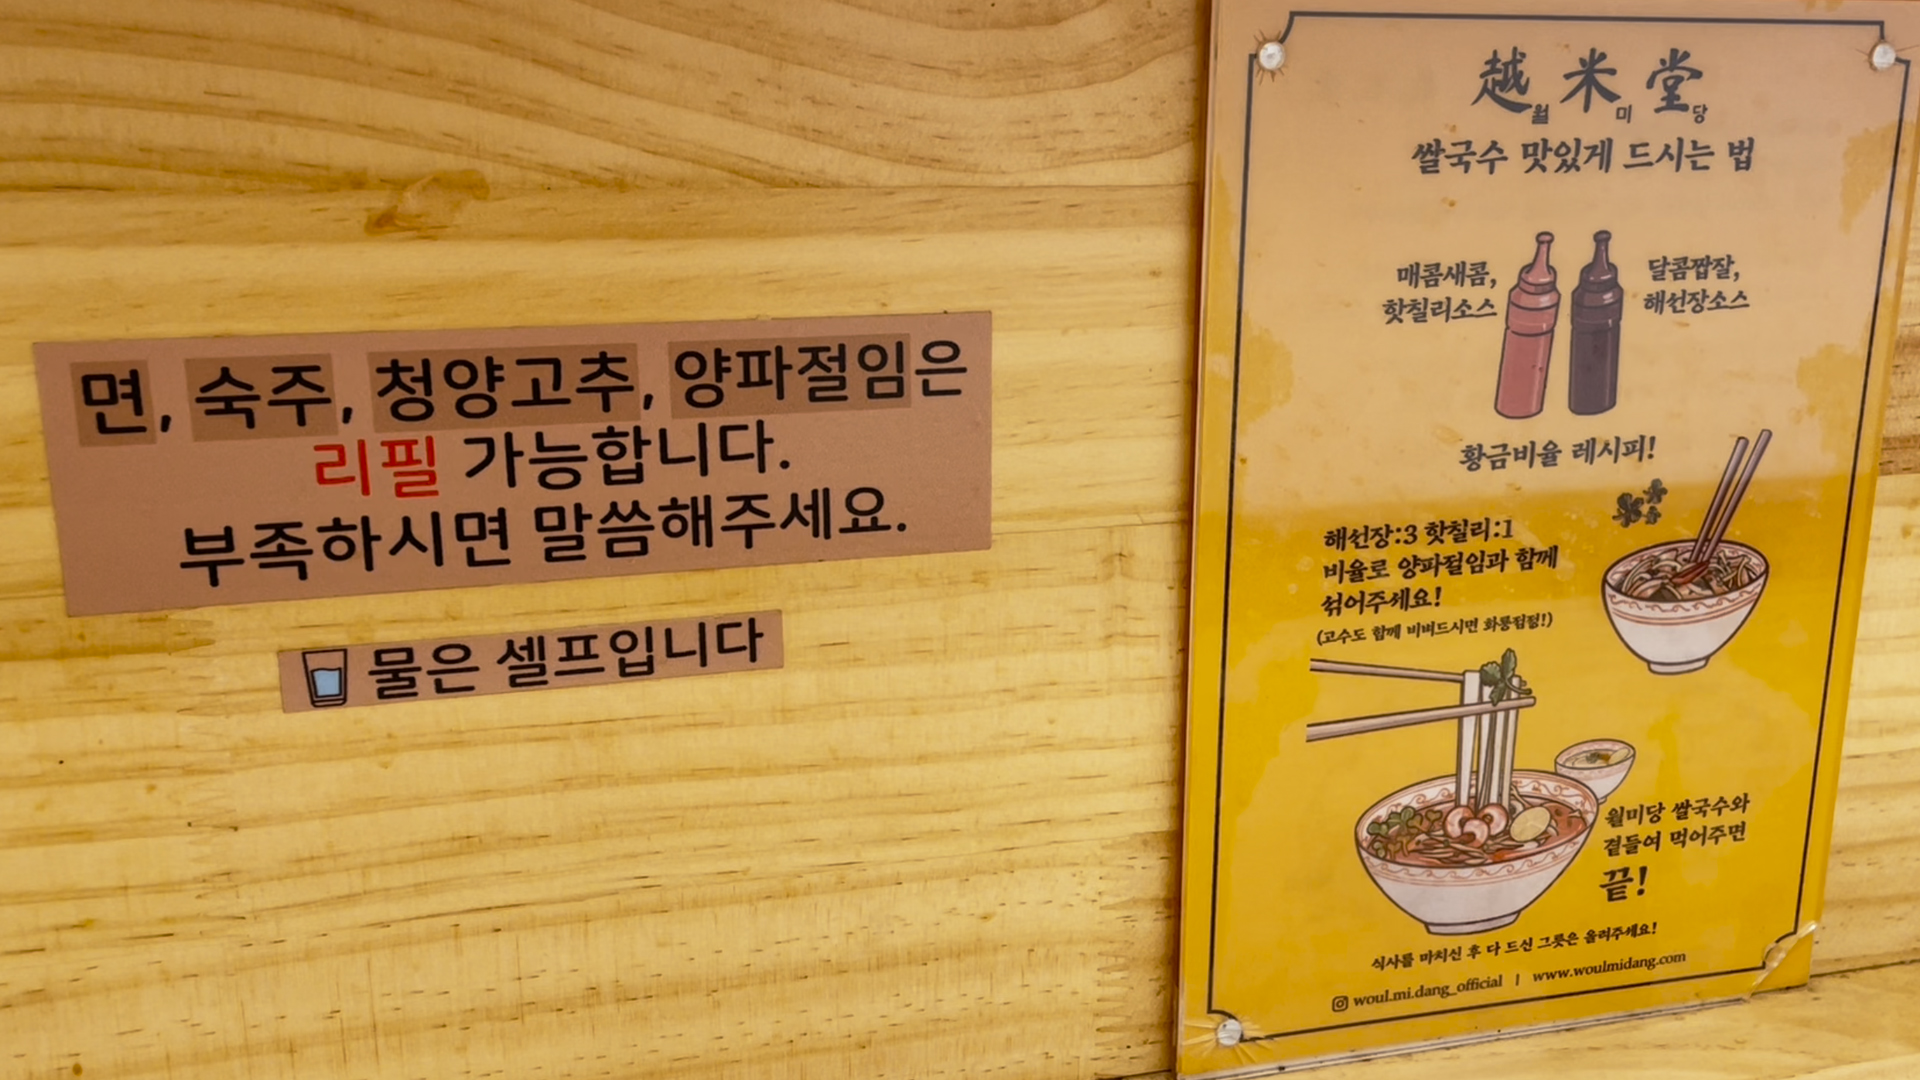 면, 숙주, 청양고추, 양파절임은
리필 가능합니다.
부족하시면 말씀해주세요.
물은 셀프입니다
越월 米미 堂당
쌀국수 맛있게 드시는 법
매콤새콤,
핫칠리소스
달콤짭잘,
해선장소스
황금비율 레시피!
해선장:3 핫칠리:1
비율로 양파절임과 함께
섞어주세요!
(고수도 함께 비벼드시면 화룡점정!)
월미당 쌀국수와
곁들여 먹어주면
끝!
식사를 마치신 후 다 드신 그릇은 올려주세요!
woul.mi.dang_official | www.woulmidang.com